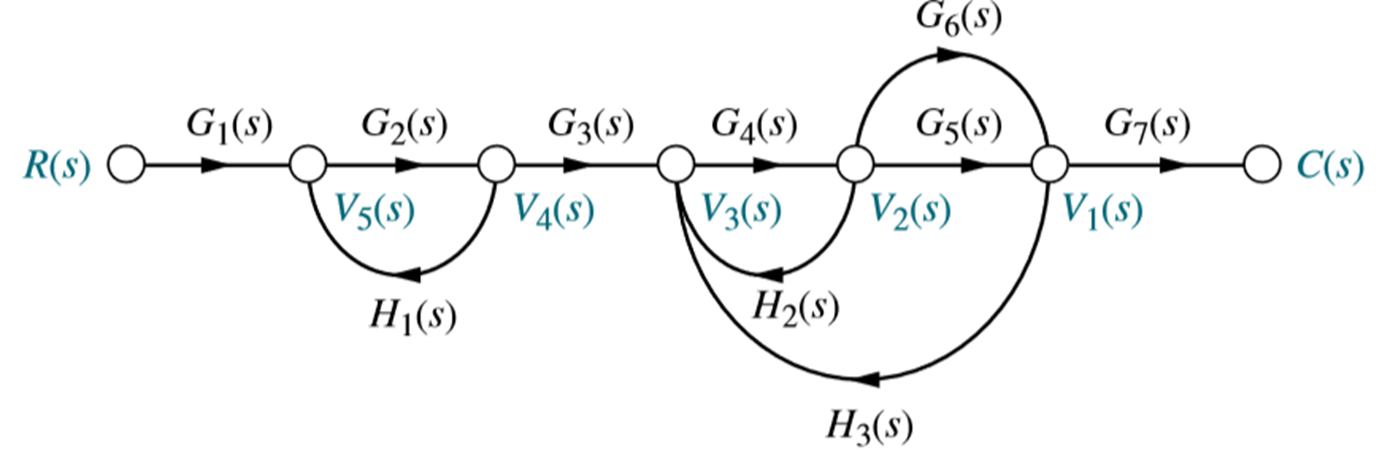 G₆(s)
G₁(s) G₂(s) G₃(s) G₄(s) G₅(s) G₇(s)
R(s) C(s)
V₅(s) V₄(s) V₃(s) V₂(s) V₁(s)
H₁(s) H₂(s)
H₃(s)